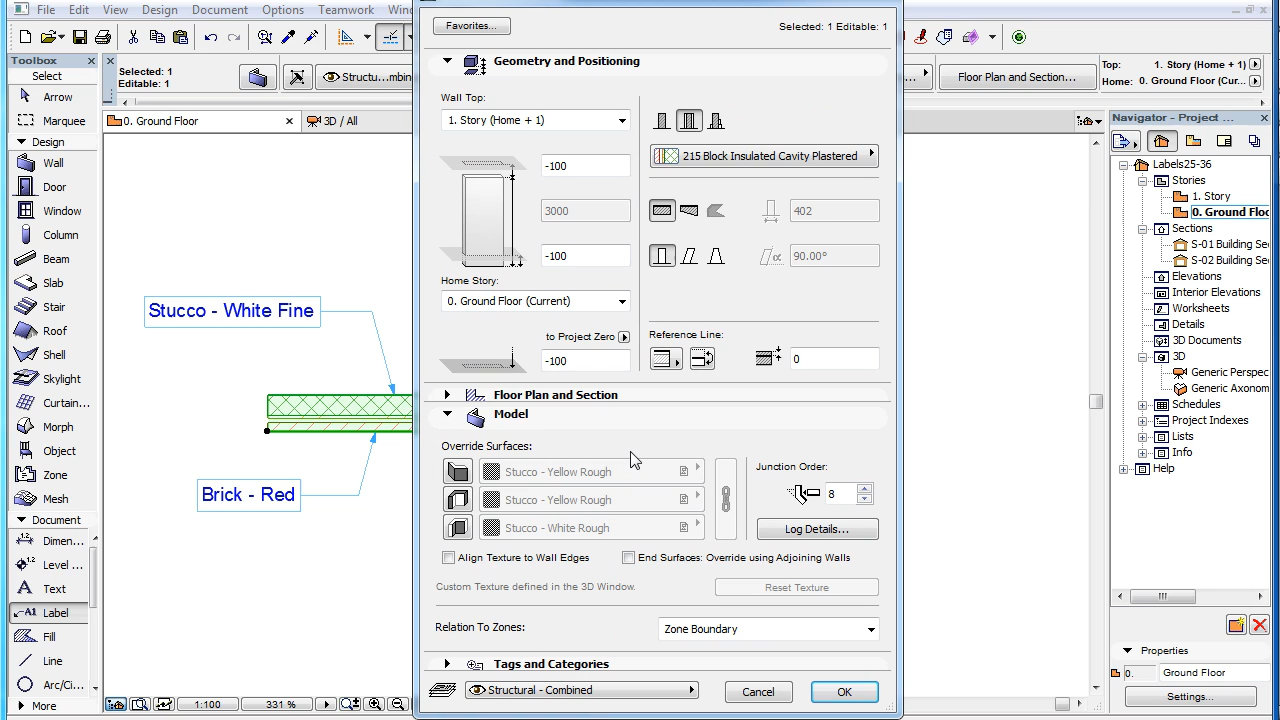 File Edit View Design Document Options Teamwork
Toolbox
Select
Arrow
Marquee
Design
Wall
Door
Window
Column
Beam
Slab
Stair
Roof
Shell
Skylight
Curtain...
Morph
Object
Zone
Mesh
Document
Dimen...
Level ...
Text
A1 Label
Fill
Line
Arc/Ci...
More
Selected: 1
Editable: 1
Structu...mbin
0. Ground Floor
3D / All
Stucco - White Fine
Brick - Red
1:100
331 %
Favorites...
Selected: 1 Editable: 1
Geometry and Positioning
Wall Top:
1. Story (Home + 1)
-100
3000
-100
Home Story:
0. Ground Floor (Current)
to Project Zero
-100
215 Block Insulated Cavity Plastered
402
α
90.00°
Reference Line:
0
Floor Plan and Section
Model
Override Surfaces:
Stucco - Yellow Rough
Stucco - Yellow Rough
Stucco - White Rough
Junction Order:
8
Log Details...
Align Texture to Wall Edges
End Surfaces: Override using Adjoining Walls
Custom Texture defined in the 3D Window.
Reset Texture
Relation To Zones:
Zone Boundary
Tags and Categories
Structural - Combined
Cancel
OK
...
Floor Plan and Section...
Top: 1. Story (Home + 1)
Home: 0. Ground Floor (Cur...
Navigator - Project ...
Labels25-36
Stories
1. Story
0. Ground Floo
Sections
S-01 Building Se
S-02 Building Se
Elevations
Interior Elevations
Worksheets
Details
3D Documents
3D
Generic Perspec
Generic Axonom
Schedules
Project Indexes
Lists
Info
Help
Properties
0.
Ground Floor
Settings...